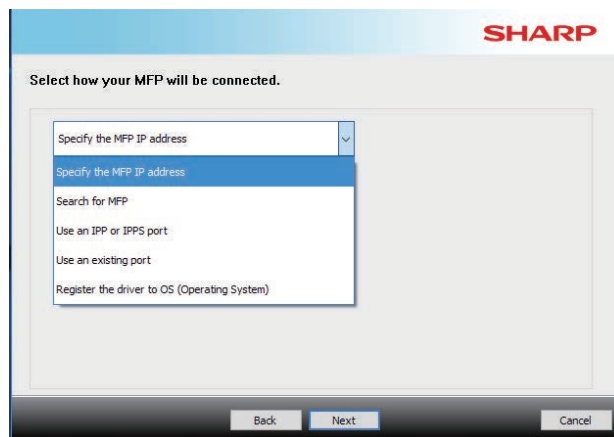 SHARP
Select how your MFP will be connected.
Specify the MFP IP address
Specify the MFP IP address
Search for MFP
Use an IPP or IPPS port
Use an existing port
Register the driver to OS (Operating System)
Back Next Cancel